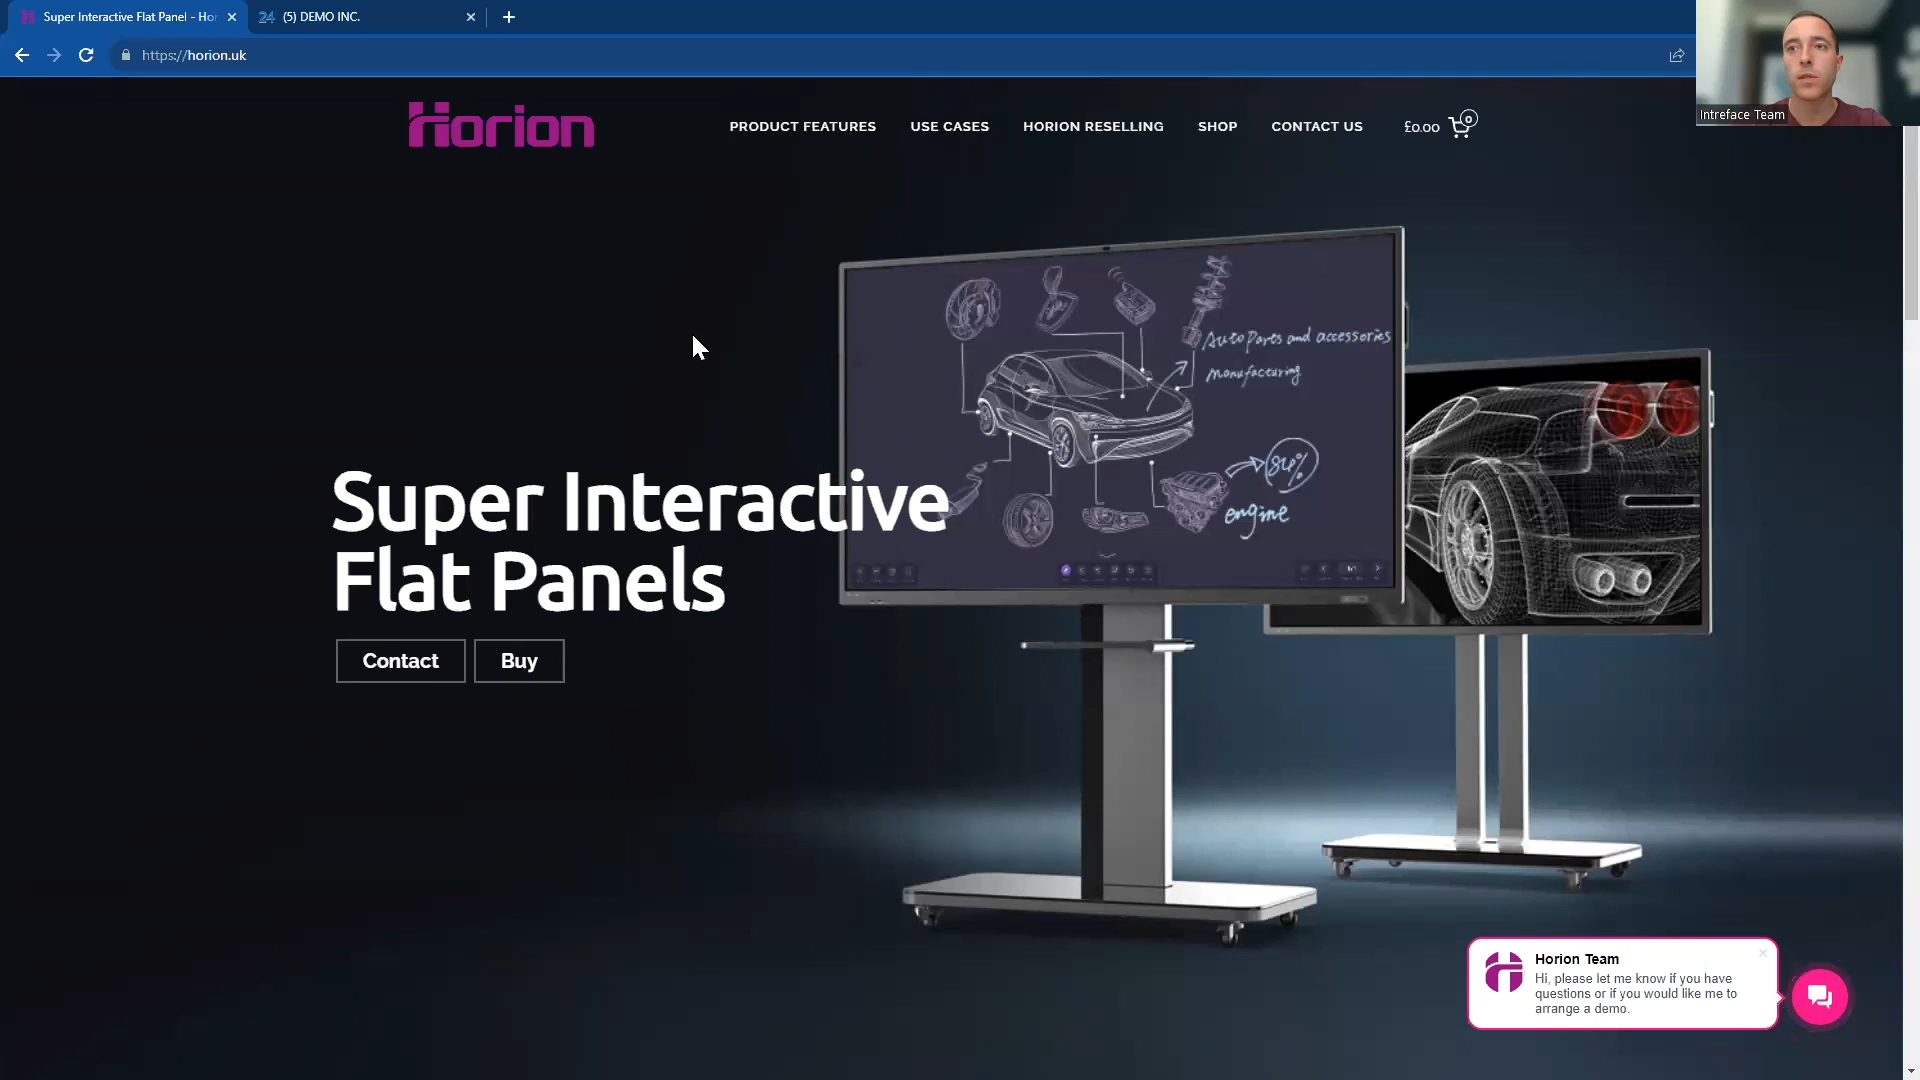 Super Interactive Flat Panel - Hor
24 (5) DEMO INC.
https://horion.uk
Intreface Team
Horion
PRODUCT FEATURES USE CASES HORION RESELLING SHOP CONTACT US £0.00 0
Auto Parts and accessories
manufacturing
84%
engine
Super Interactive
Flat Panels
Contact Buy
Horion Team
Hi, please let me know if you have
questions or if you would like me to
arrange a demo.